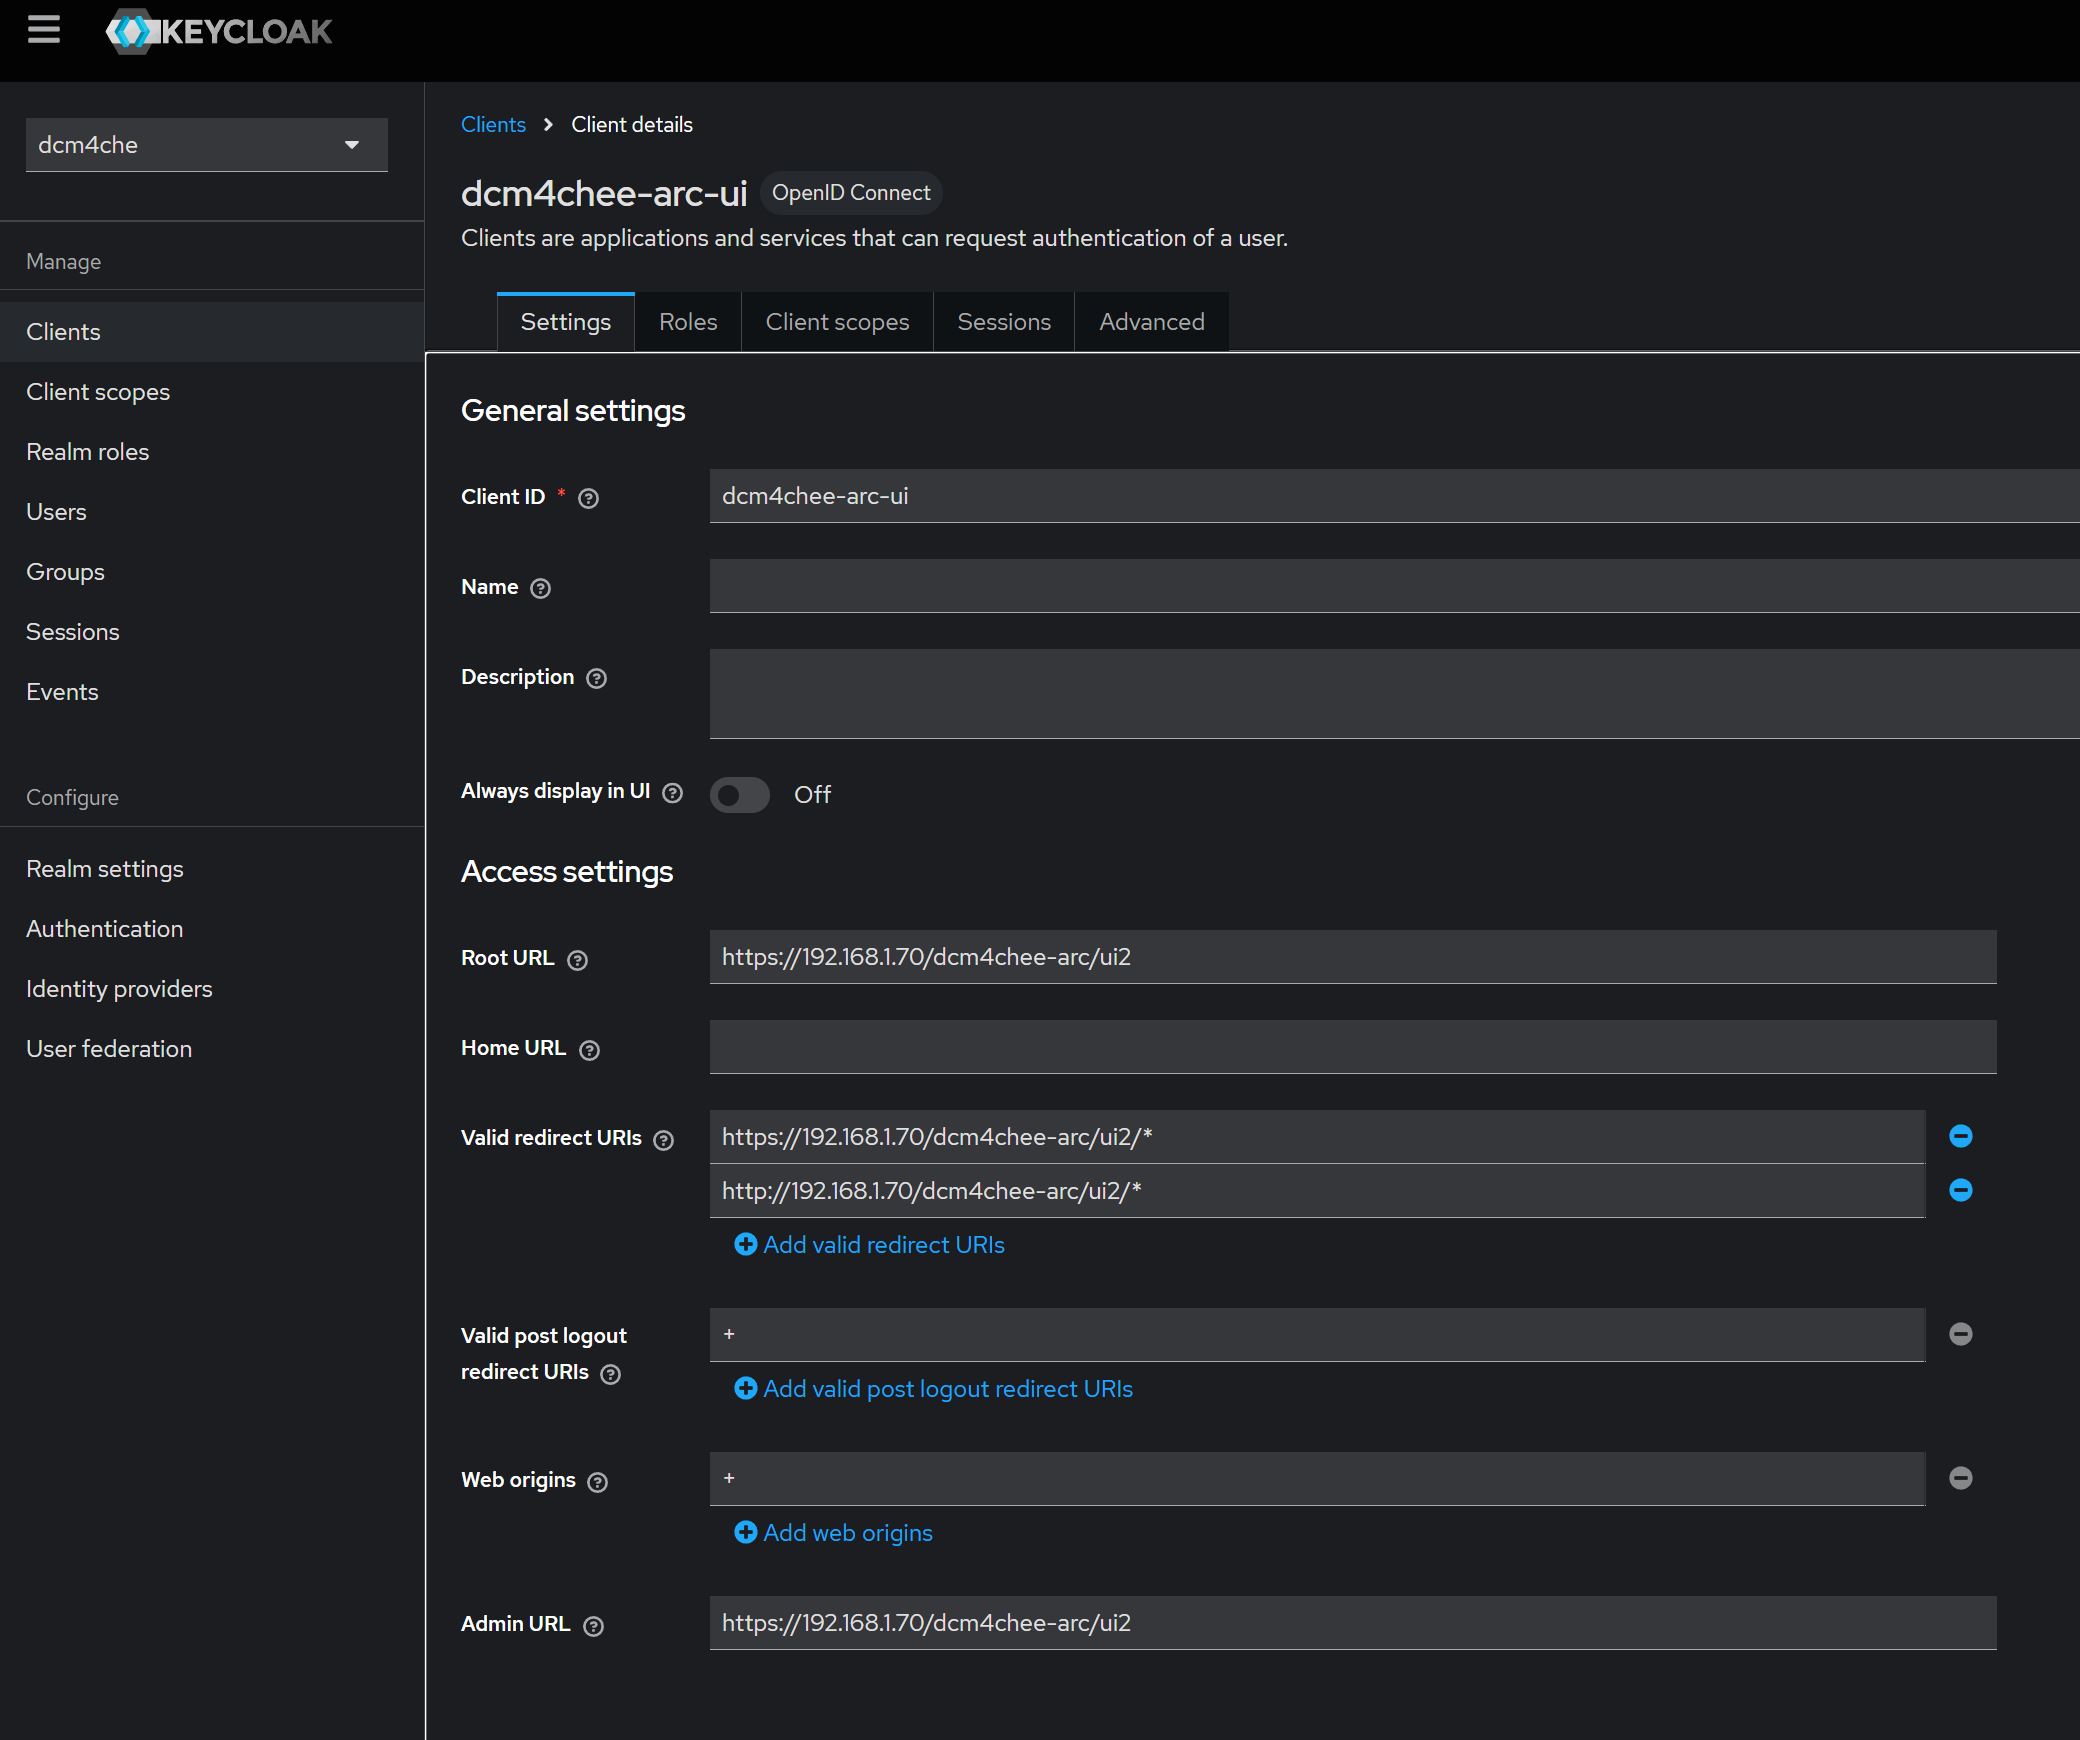 KEYCLOAK
dcm4che
Manage
Clients
Client scopes
Realm roles
Users
Groups
Sessions
Events
Configure
Realm settings
Authentication
Identity providers
User federation
Clients > Client details
dcm4chee-arc-ui OpenID Connect
Clients are applications and services that can request authentication of a user.
Settings Roles Client scopes Sessions Advanced
General settings
Client ID * dcm4chee-arc-ui
Name
Description
Always display in UI Off
Access settings
Root URL https://192.168.1.70/dcm4chee-arc/ui2
Home URL
Valid redirect URIs https://192.168.1.70/dcm4chee-arc/ui2/*
http://192.168.1.70/dcm4chee-arc/ui2/*
Add valid redirect URIs
Valid post logout
redirect URIs +
Add valid post logout redirect URIs
Web origins +
Add web origins
Admin URL https://192.168.1.70/dcm4chee-arc/ui2